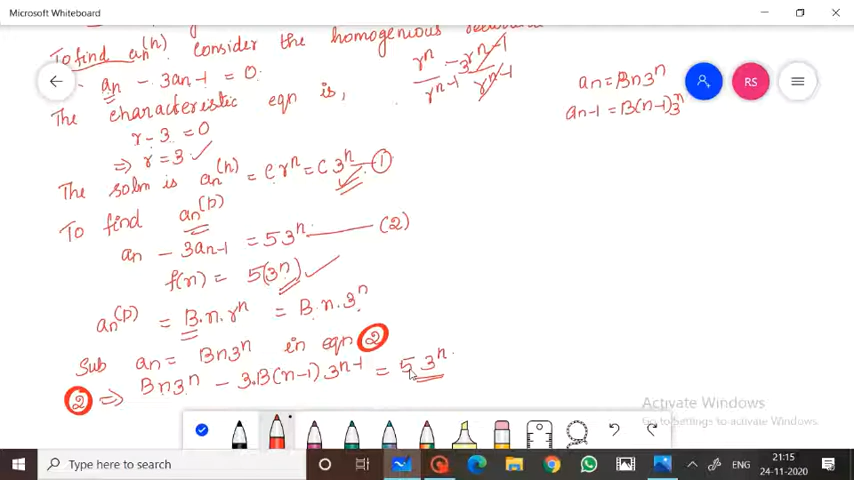 Microsoft Whiteboard
To find an^(h) Consider the homogenious
an - 3an-1 = 0
r^n / r^n-1 - 3 r^n-1 / r^n-1
The characteristic eqn is,
r-3=0
⇒ r=3 ✓
The solm is an^(h) = C r^n = C 3^n — ①
To find an^(p)
an - 3an-1 = 5 3^n —— (2)
f(n) = 5(3^n) ✓
an^(p) = B.n.r^n = B.n.3^n
Sub an = Bn3^n in eqn ②
② ⇒ Bn3^n - 3.B(n-1) 3^n-1 = 5 3^n.
an = Bn3^n
an-1 = B(n-1)3^n
RS
Activate Windows
Go to Settings to activate Windows.
Type here to search
ENG
21:15
24-11-2020